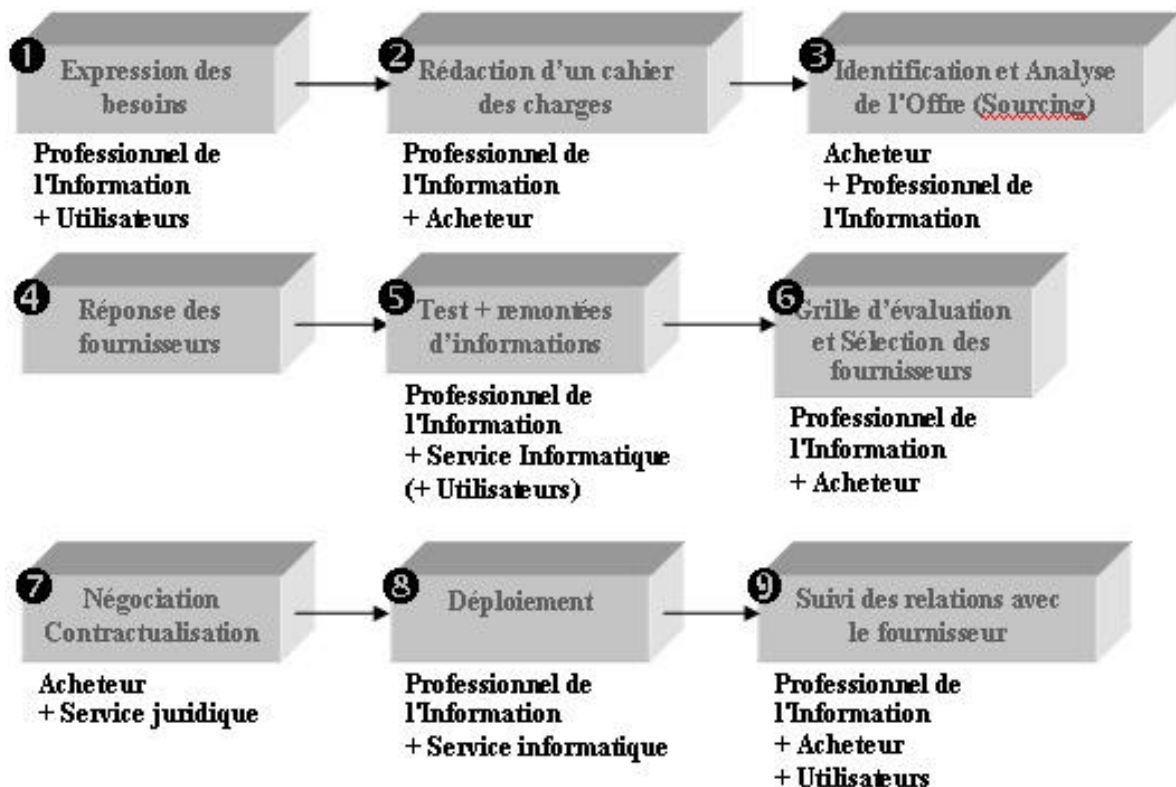 1
Expression des
besoins
Professionnel de
l'Information
+ Utilisateurs
2
Rédaction d'un cahier
des charges
Professionnel de
l'Information
+ Acheteur
3
Identification et Analyse
de l'Offre (Sourcing)
Acheteur
+ Professionnel de
l'Information
4
Réponse des
fournisseurs
5
Test + remontées
d'informations
Professionnel de
l'Information
+ Service Informatique
(+ Utilisateurs)
6
Grille d'évaluation
et Sélection des
fournisseurs
Professionnel de
l'Information
+ Acheteur
7
Négociation
Contractualisation
Acheteur
+ Service juridique
8
Déploiement
Professionnel de
l'Information
+ Service informatique
9
Suivi des relations avec
le fournisseur
Professionnel de
l'Information
+ Acheteur
+ Utilisateurs